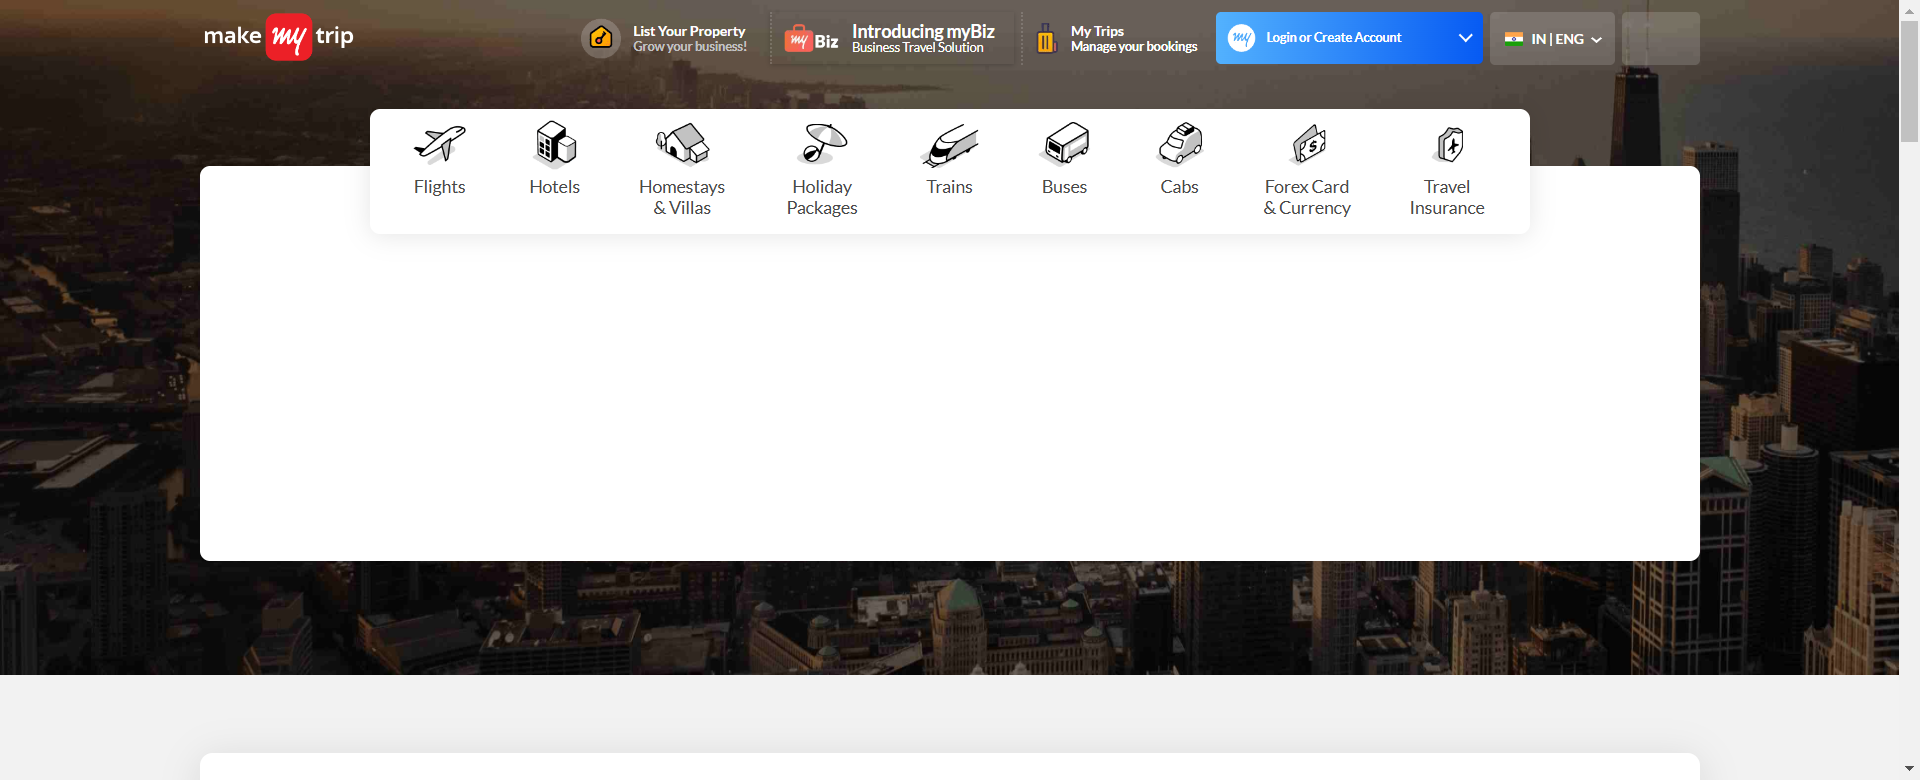 make my trip
List Your Property
Grow your business!
my Biz
Introducing myBiz
Business Travel Solution
My Trips
Manage your bookings
my
Login or Create Account
IN | ENG
Flights
Hotels
Homestays
& Villas
Holiday
Packages
Trains
Buses
Cabs
Forex Card
& Currency
Travel
Insurance